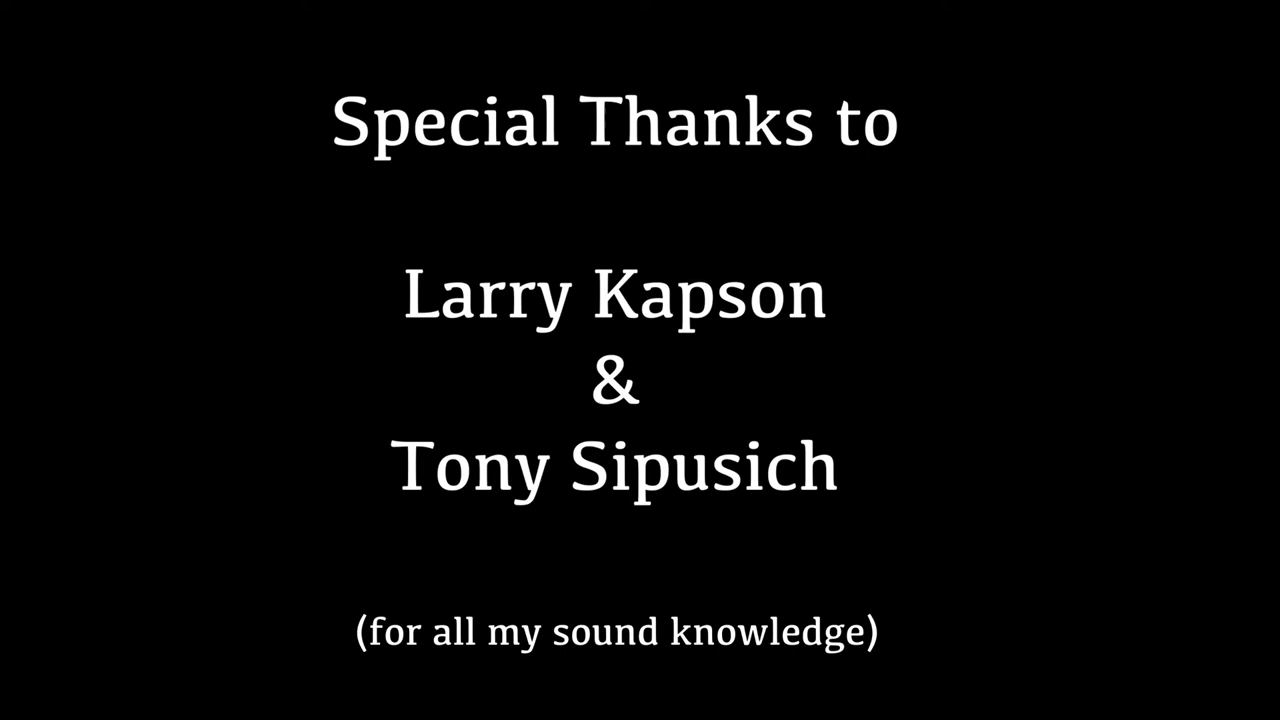 Special Thanks to
Larry Kapson
&
Tony Sipusich
(for all my sound knowledge)